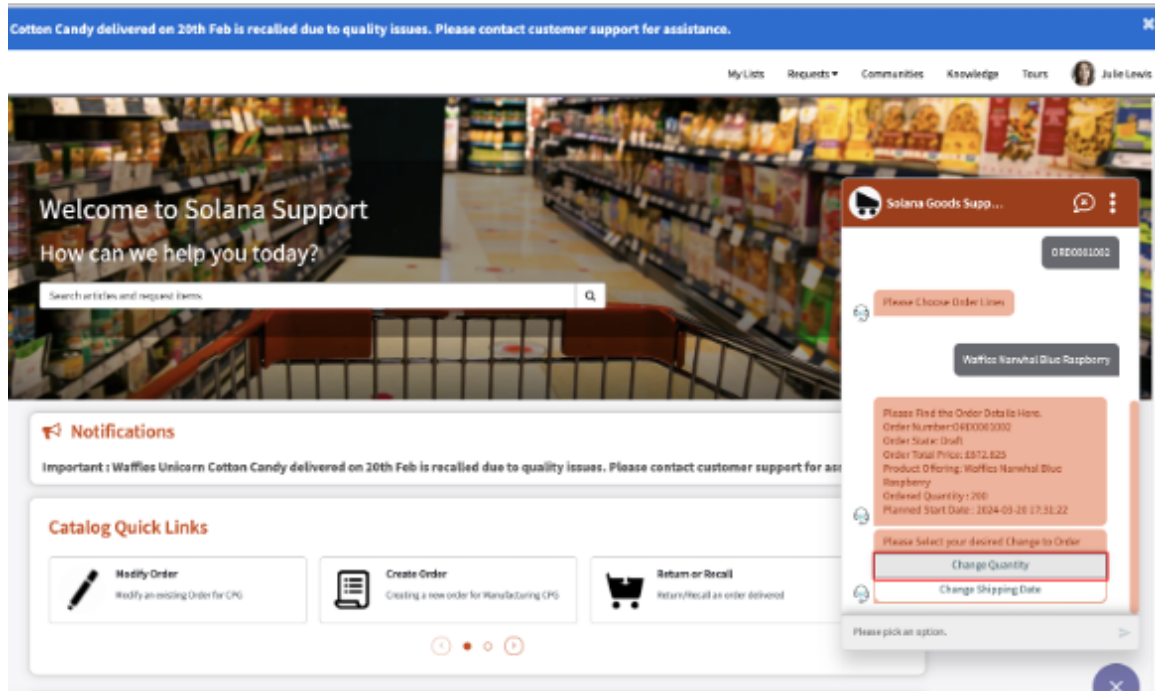 Cotton Candy delivered on 20th Feb is recalled due to quality issues. Please contact customer support for assistance.
My Lists Requests Communities Knowledge Tours Julie Lewis
Welcome to Solana Support
How can we help you today?
Search articles and request items
Notifications
Important : Waffles Unicorn Cotton Candy delivered on 20th Feb is recalled due to quality issues. Please contact customer support for ass
Catalog Quick Links
Modify Order
Modify an existing Order for CPG
Create Order
Creating a new order for Manufacturing CPG
Return or Recall
Return/Recall an order delivered
Solana Goods Supp...
ORD0001002
Please Choose Order Lines
Waffles Narwhal Blue Raspberry
Please Find the Order Details Here.
Order Number:ORD0001002
Order State: Draft
Order Total Price: £672.825
Product Offering: Waffles Narwhal Blue
Raspberry
Ordered Quantity : 200
Planned Start Date : 2024-03-20 17:31:22
Please Select your desired Change to Order
Change Quantity
Change Shipping Date
Please pick an option.